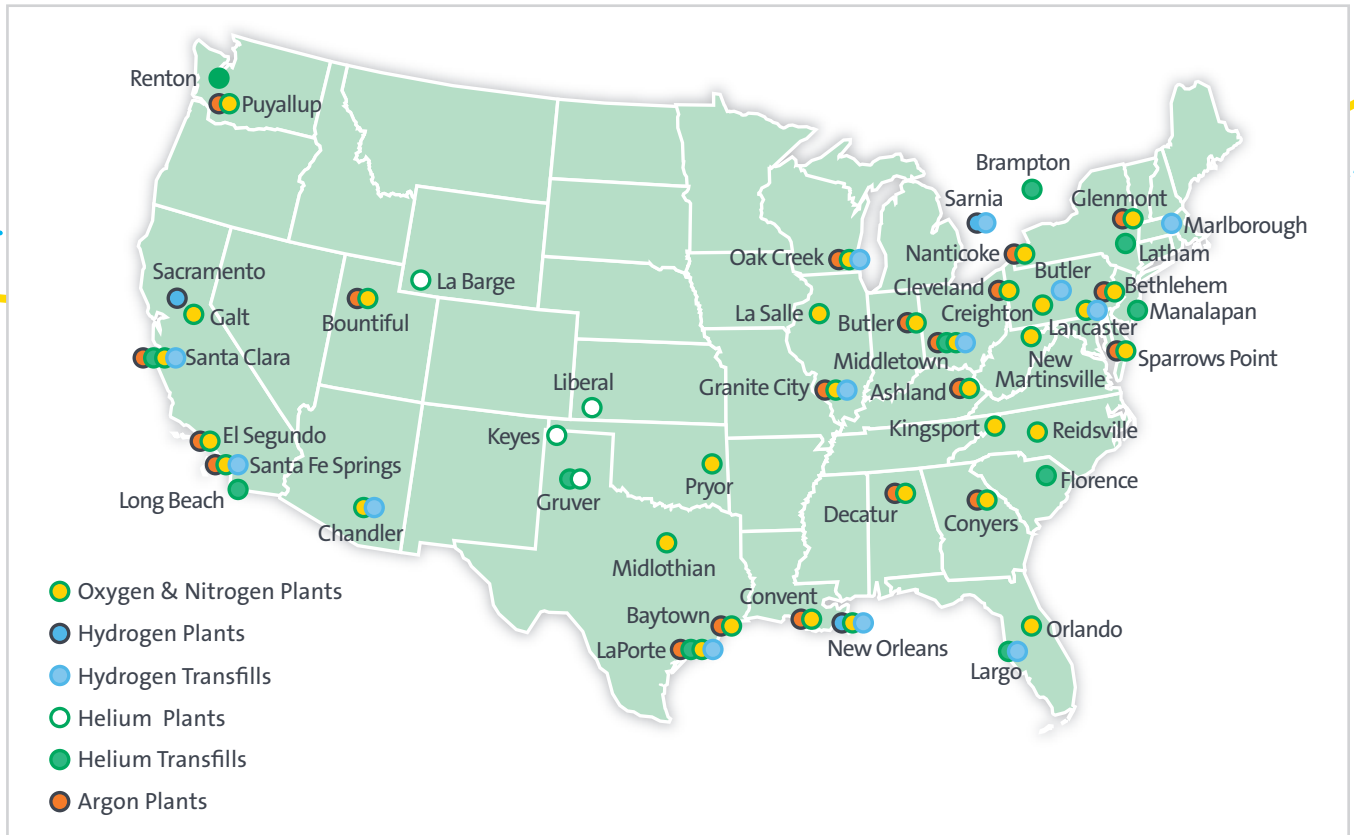 Renton
Puyallup
Brampton
Sarnia
Glenmont
Marlborough
Oak Creek
Nanticoke
Latham
Sacramento
La Barge
Cleveland
Butler
Bethlehem
Galt
Bountiful
La Salle
Butler
Creighton
Manalapan
Lancaster
Santa Clara
Middletown
New
Martinsville
Sparrows Point
Liberal
Granite City
Ashland
El Segundo
Keyes
Kingsport
Reidsville
Santa Fe Springs
Long Beach
Gruver
Pryor
Florence
Chandler
Decatur
Conyers
Midlothian
Convent
Baytown
Orlando
LaPorte
New Orleans
Largo
Oxygen & Nitrogen Plants
Hydrogen Plants
Hydrogen Transfills
Helium Plants
Helium Transfills
Argon Plants